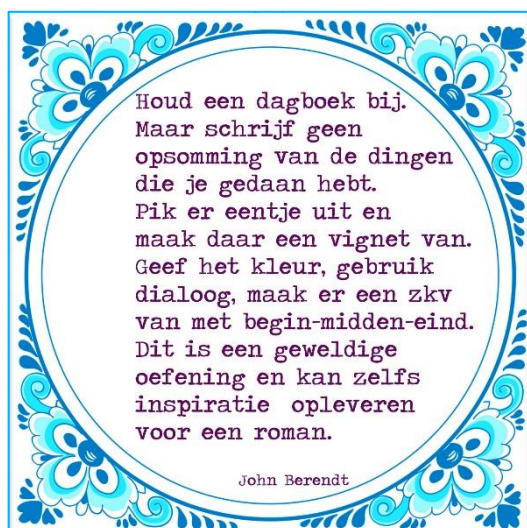 Houd een dagboek bij.
Maar schrijf geen
opsomming van de dingen
die je gedaan hebt.
Pik er eentje uit en
maak daar een vignet van.
Geef het kleur, gebruik
dialoog, maak er een zkv
van met begin-midden-eind.
Dit is een geweldige
oefening en kan zelfs
inspiratie opleveren
voor een roman.
John Berendt